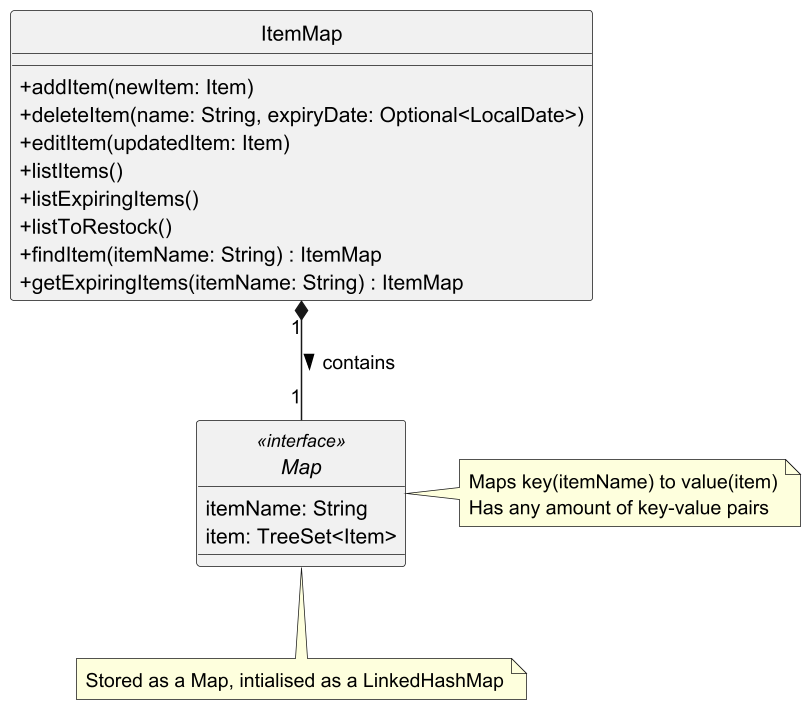 ItemMap
+addItem(newItem: Item)
+deleteItem(name: String, expiryDate: Optional<LocalDate>)
+editItem(updatedItem: Item)
+listItems()
+listExpiringItems()
+listToRestock()
+findItem(itemName: String) : ItemMap
+getExpiringItems(itemName: String) : ItemMap
1
contains
1
«interface»
Map
itemName: String
item: TreeSet<Item>
Maps key(itemName) to value(item)
Has any amount of key-value pairs
Stored as a Map, intialised as a LinkedHashMap